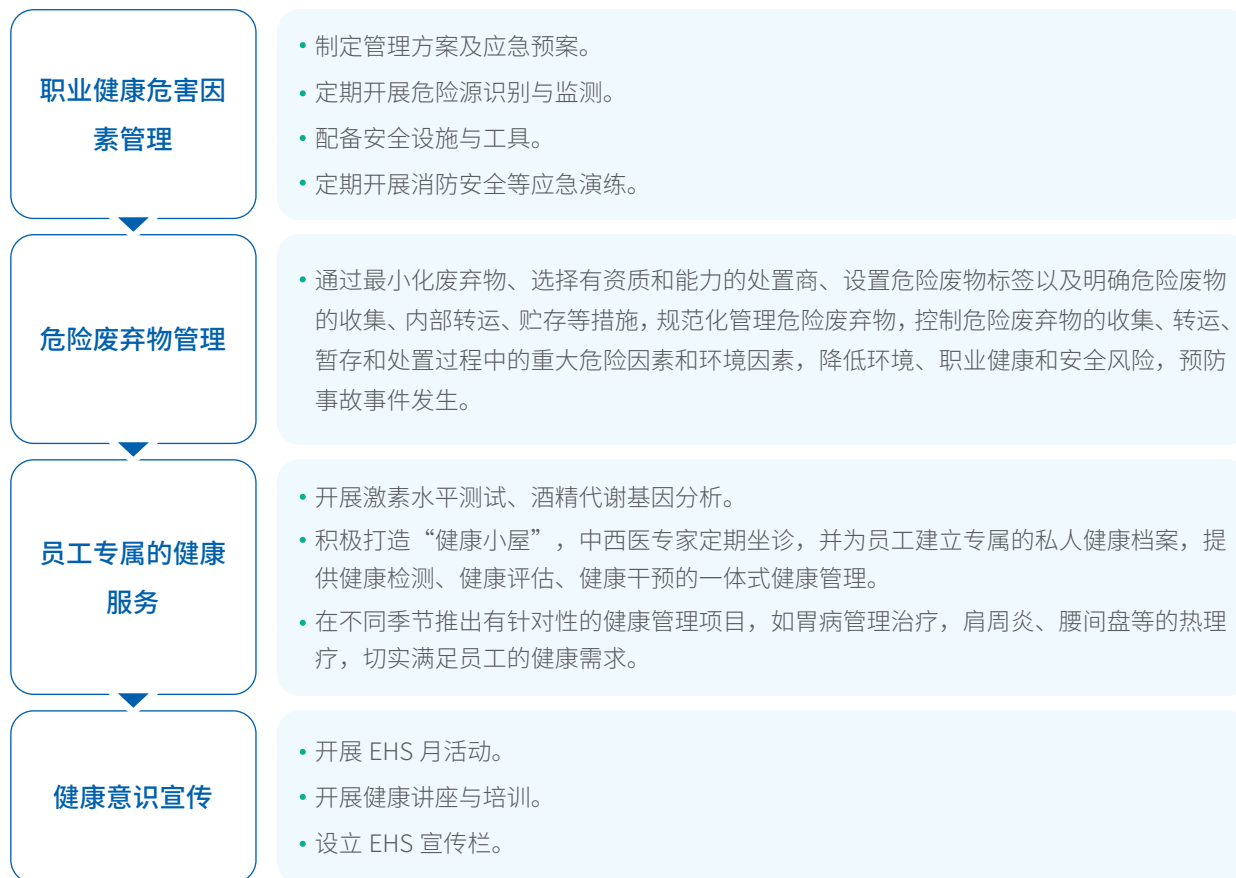 职业健康危害因
素管理
• 制定管理方案及应急预案。
• 定期开展危险源识别与监测。
• 配备安全设施与工具。
• 定期开展消防安全等应急演练。
危险废弃物管理
• 通过最小化废弃物、选择有资质和能力的处置商、设置危险废物标签以及明确危险废物
的收集、内部转运、贮存等措施，规范化管理危险废弃物，控制危险废弃物的收集、转运、
暂存和处置过程中的重大危险因素和环境因素，降低环境、职业健康和安全风险，预防
事故事件发生。
员工专属的健康
服务
• 开展激素水平测试、酒精代谢基因分析。
• 积极打造“健康小屋”，中西医专家定期坐诊，并为员工建立专属的私人健康档案，提
供健康检测、健康评估、健康干预的一体式健康管理。
• 在不同季节推出有针对性的健康管理项目，如胃病管理治疗，肩周炎、腰间盘等的热理
疗，切实满足员工的健康需求。
健康意识宣传
• 开展 EHS 月活动。
• 开展健康讲座与培训。
• 设立 EHS 宣传栏。